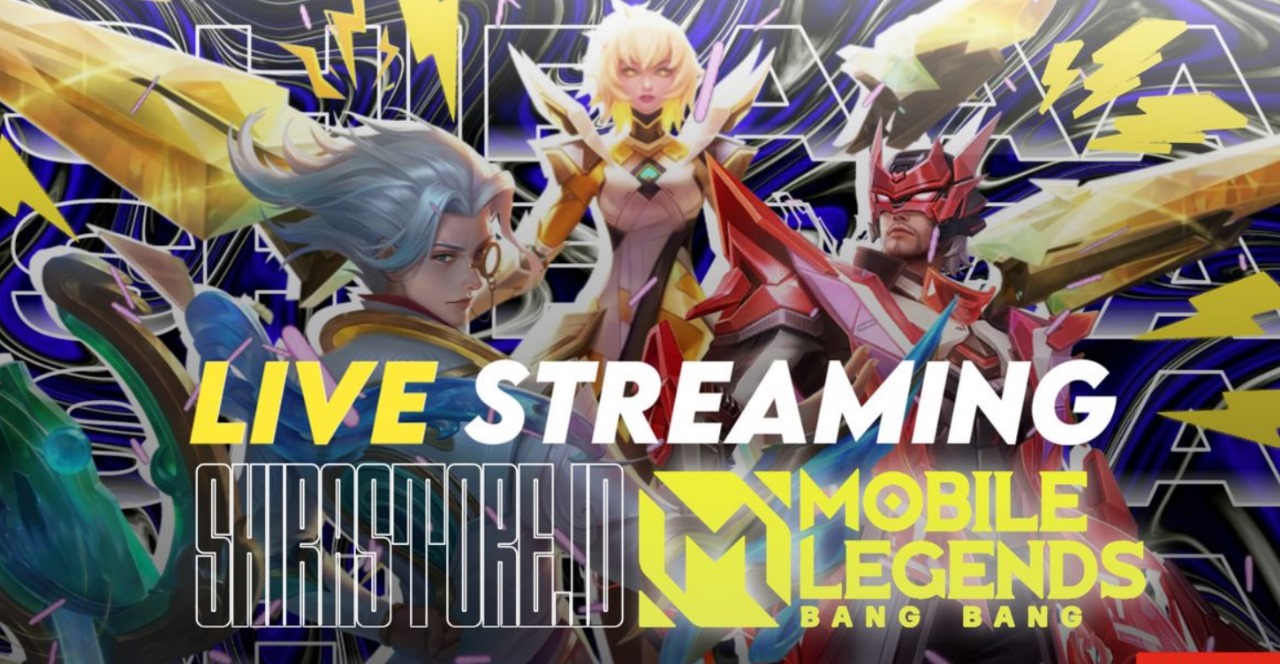 LIVE STREAMING
SHIRASTORE.ID
MOBILE
LEGENDS
BANG BANG